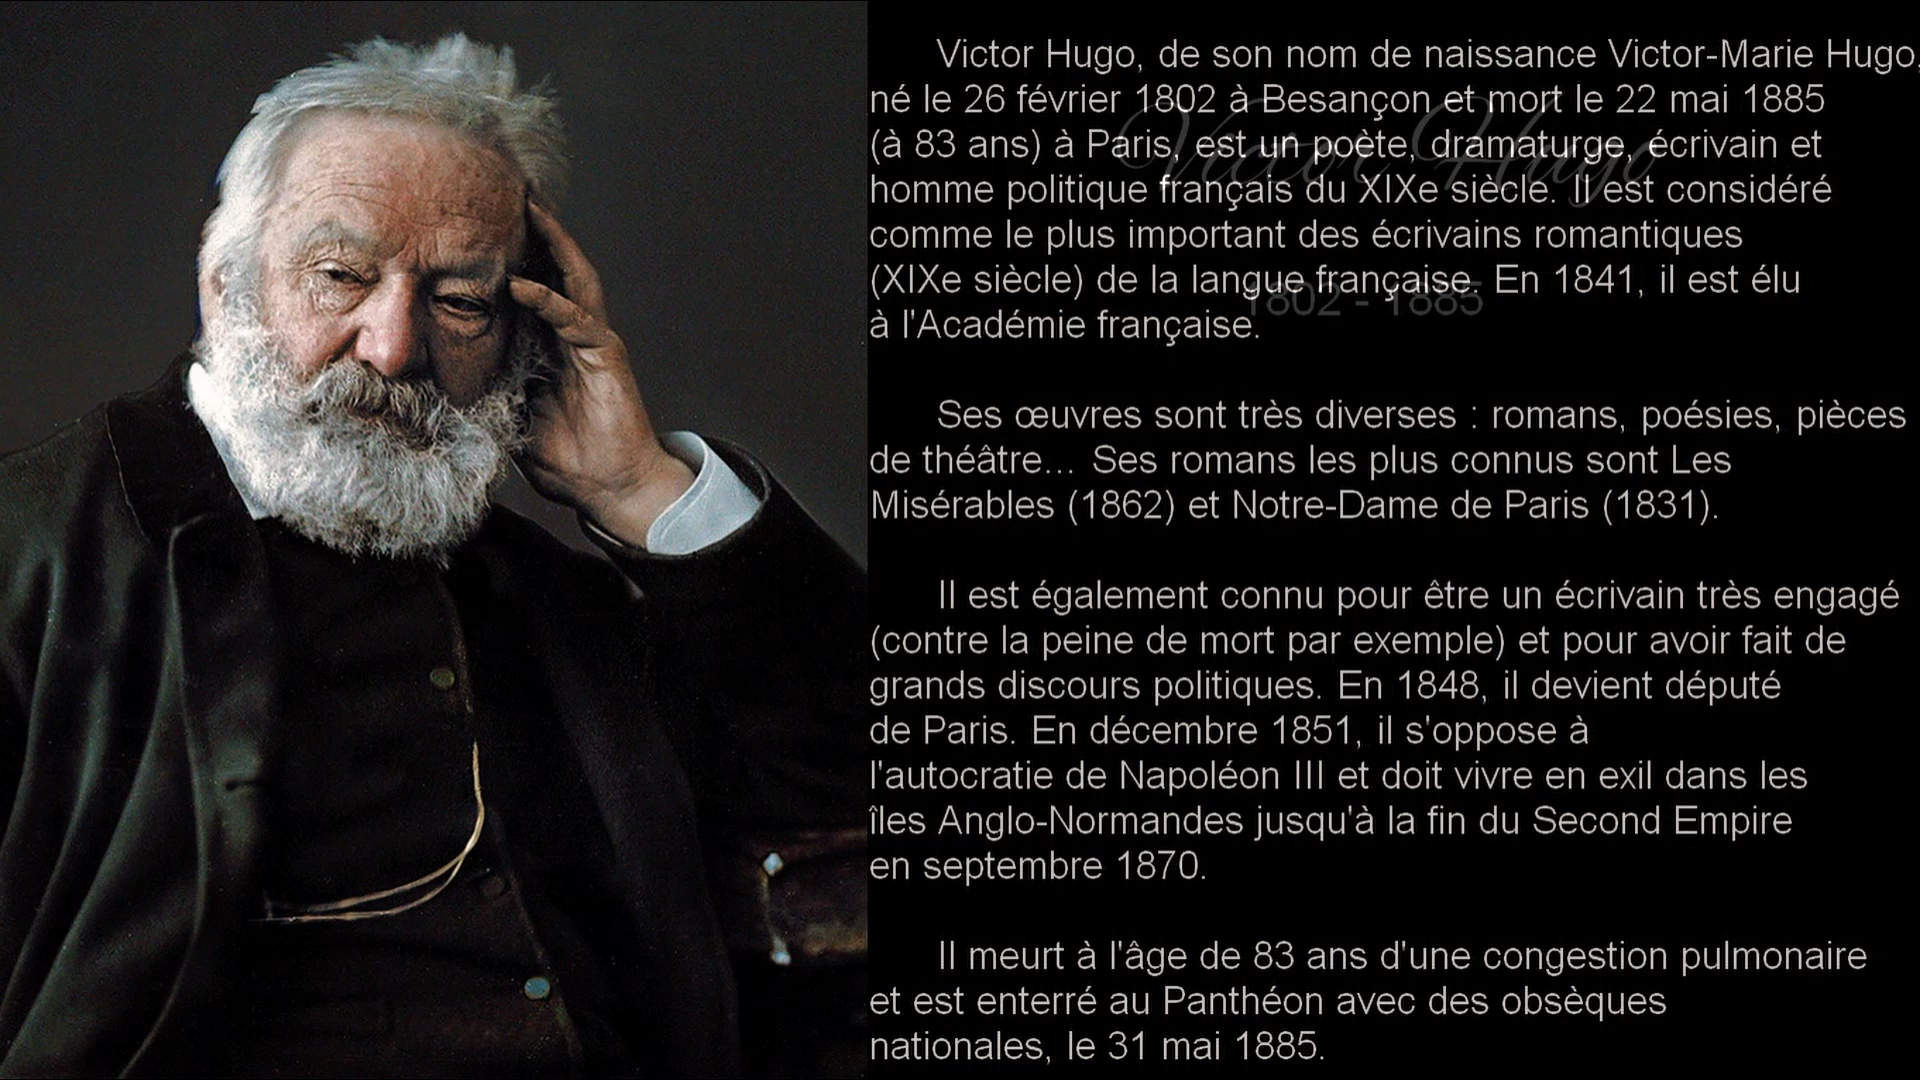 Victor Hugo, de son nom de naissance Victor-Marie Hugo,
né le 26 février 1802 à Besançon et mort le 22 mai 1885
(à 83 ans) à Paris, est un poète, dramaturge, écrivain et
homme politique français du XIXe siècle. Il est considéré
comme le plus important des écrivains romantiques
(XIXe siècle) de la langue française. En 1841, il est élu
à l'Académie française.
Ses œuvres sont très diverses : romans, poésies, pièces
de théâtre... Ses romans les plus connus sont Les
Misérables (1862) et Notre-Dame de Paris (1831).
Il est également connu pour être un écrivain très engagé
(contre la peine de mort par exemple) et pour avoir fait de
grands discours politiques. En 1848, il devient député
de Paris. En décembre 1851, il s'oppose à
l'autocratie de Napoléon III et doit vivre en exil dans les
îles Anglo-Normandes jusqu'à la fin du Second Empire
en septembre 1870.
Il meurt à l'âge de 83 ans d'une congestion pulmonaire
et est enterré au Panthéon avec des obsèques
nationales, le 31 mai 1885.
Victor Hugo
1802 - 1885